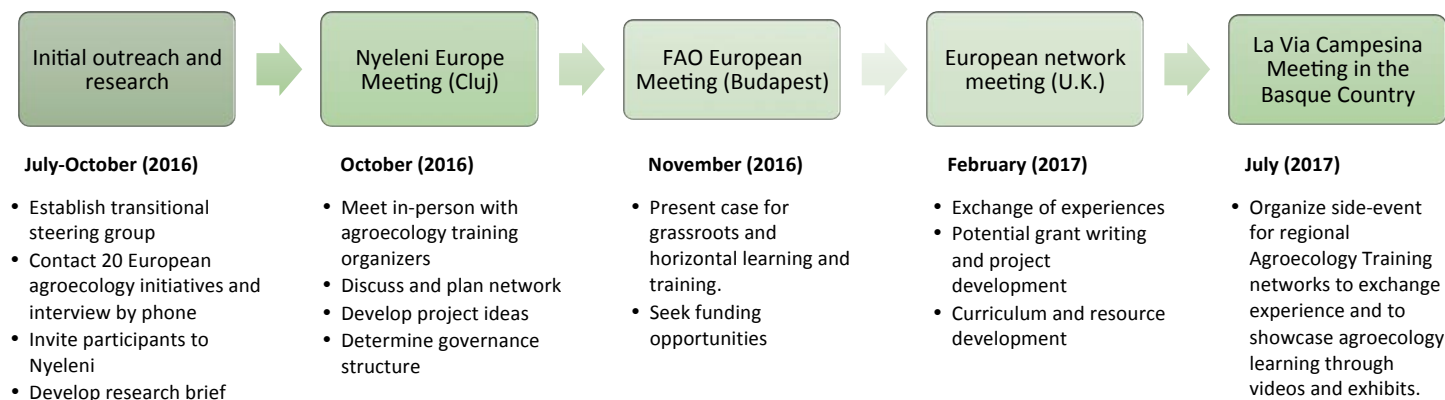 Initial outreach and
research
Nyeleni Europe
Meeting (Cluj)
FAO European
Meeting (Budapest)
European network
meeting (U.K.)
La Via Campesina
Meeting in the
Basque Country
July-October (2016)
• Establish transitional
steering group
• Contact 20 European
agroecology initiatives and
interview by phone
• Invite participants to
Nyeleni
• Develop research brief
October (2016)
• Meet in-person with
agroecology training
organizers
• Discuss and plan network
• Develop project ideas
• Determine governance
structure
November (2016)
• Present case for
grassroots and
horizontal learning and
training.
• Seek funding
opportunities
February (2017)
• Exchange of experiences
• Potential grant writing
and project
development
• Curriculum and resource
development
July (2017)
• Organize side-event
for regional
Agroecology Training
networks to exchange
experience and to
showcase agroecology
learning through
videos and exhibits.